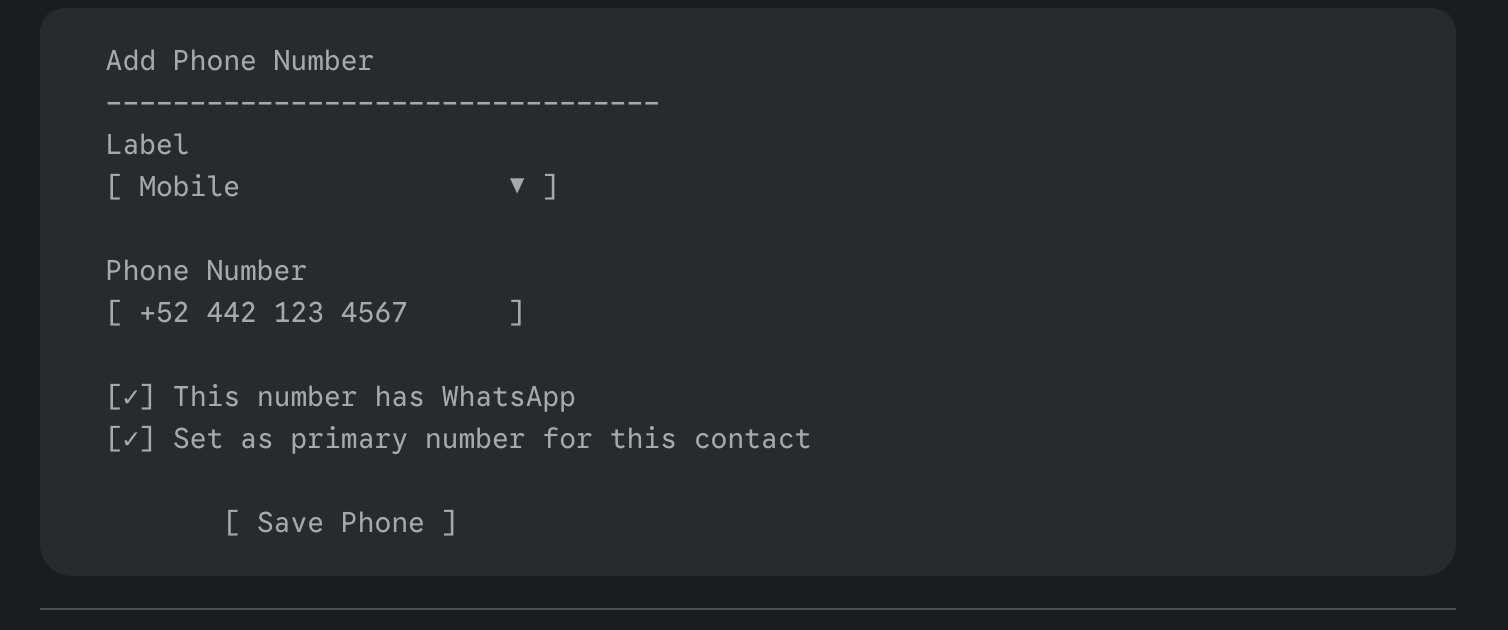 Add Phone Number
---------------------------------
Label
[ Mobile                ▼ ]
Phone Number
[ +52 442 123 4567      ]
[✓] This number has WhatsApp
[✓] Set as primary number for this contact
[ Save Phone ]